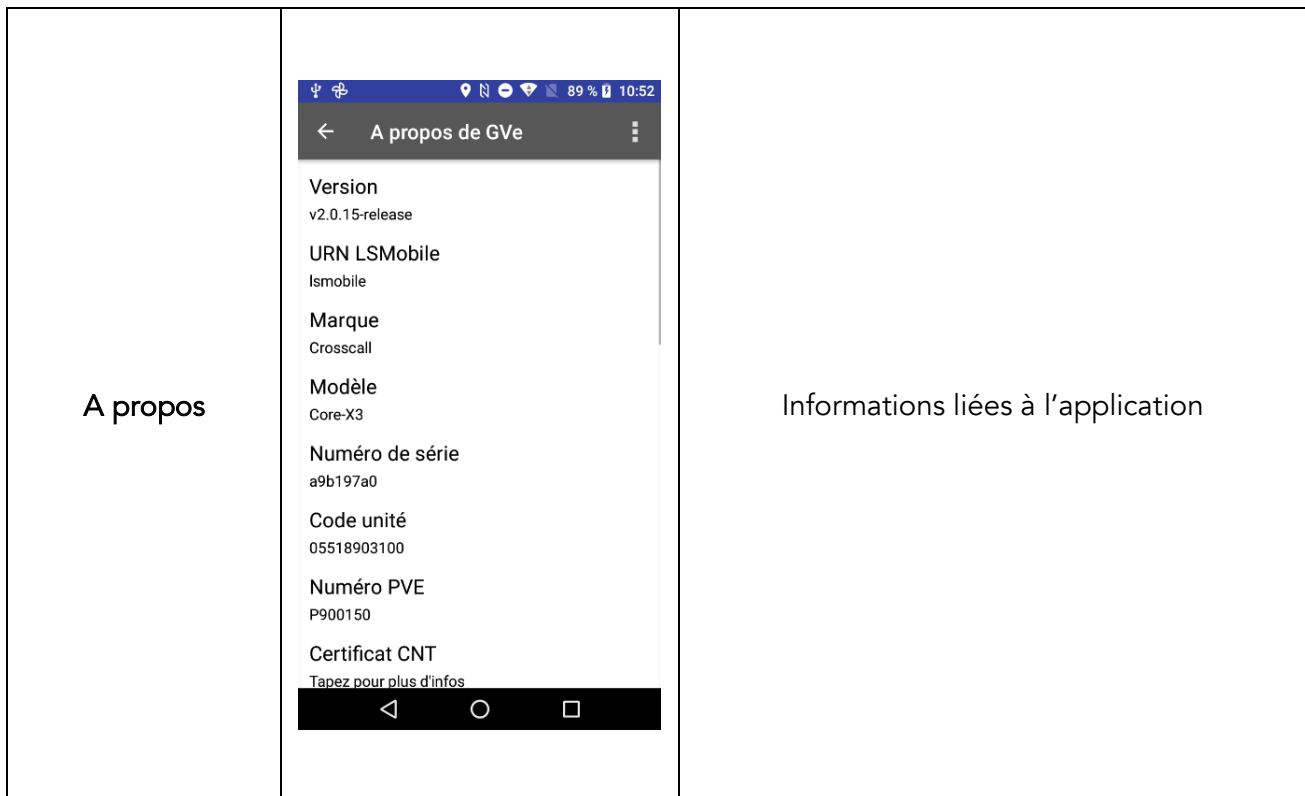 A propos
89 % 10:52
A propos de GVe
Version
v2.0.15-release
URN LSMobile
lsmobile
Marque
Crosscall
Modèle
Core-X3
Numéro de série
a9b197a0
Code unité
05518903100
Numéro PVE
P900150
Certificat CNT
Tapez pour plus d'infos
Informations liées à l’application